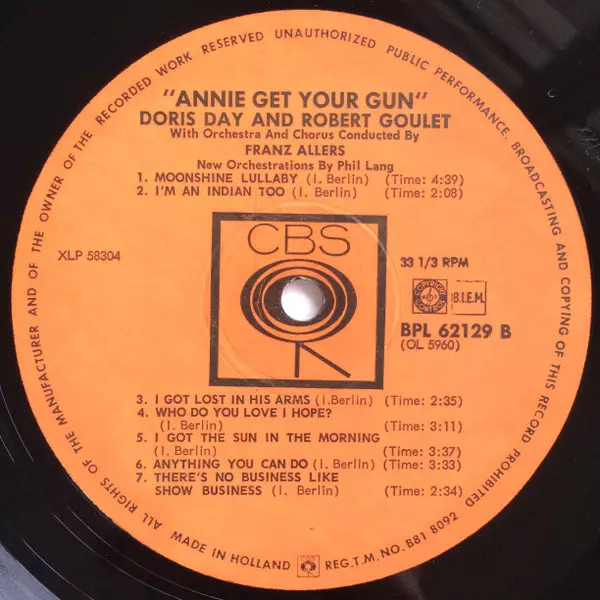 ALL RIGHTS OF THE MANUFACTURER AND OF THE OWNER OF THE RECORDED WORK RESERVED UNAUTHORIZED PUBLIC PERFORMANCE, BROADCASTING AND COPYING OF THIS RECORD PROHIBITED
"ANNIE GET YOUR GUN"
DORIS DAY AND ROBERT GOULET
With Orchestra And Chorus Conducted By
FRANZ ALLERS
New Orchestrations By Phil Lang
1. MOONSHINE LULLABY (I. Berlin) (Time: 4:39)
2. I'M AN INDIAN TOO (I. Berlin) (Time: 2:08)
CBS
XLP 58304
33 1/3 RPM
B.I.E.M.
BPL 62129 B
(OL 5960)
3. I GOT LOST IN HIS ARMS (I.Berlin) (Time: 2:35)
4. WHO DO YOU LOVE I HOPE?
(I. Berlin) (Time: 3:11)
5. I GOT THE SUN IN THE MORNING
(I. Berlin) (Time: 3:37)
6. ANYTHING YOU CAN DO (I. Berlin) (Time: 3:33)
7. THERE'S NO BUSINESS LIKE
SHOW BUSINESS (I. Berlin) (Time: 2:34)
MADE IN HOLLAND
CBS
REG.T.M.NO. B81 8092